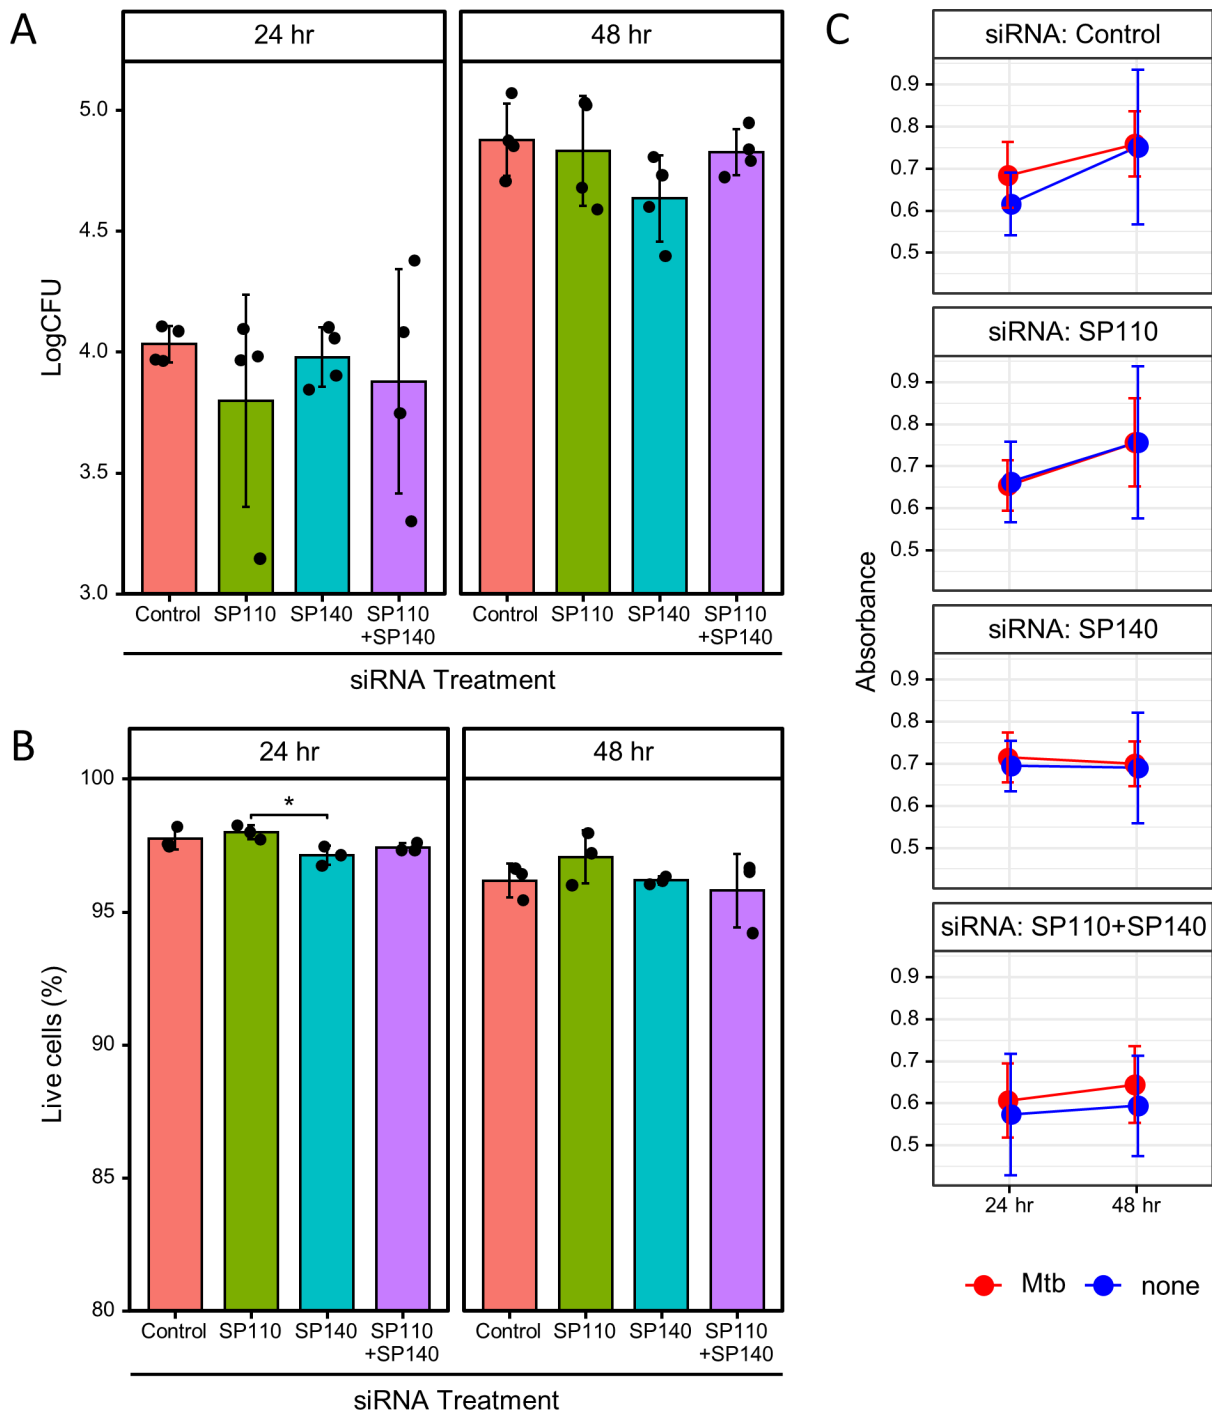 A
24 hr
48 hr
LogCFU
5.0
4.5
4.0
3.5
3.0
Control
SP110
SP140
SP110
+SP140
Control
SP110
SP140
SP110
+SP140
siRNA Treatment
B
24 hr
48 hr
Live cells (%)
100
95
90
85
80
*
Control
SP110
SP140
SP110
+SP140
Control
SP110
SP140
SP110
+SP140
siRNA Treatment
C
Absorbance
siRNA: Control
0.9
0.8
0.7
0.6
0.5
siRNA: SP110
0.9
0.8
0.7
0.6
0.5
siRNA: SP140
0.9
0.8
0.7
0.6
0.5
siRNA: SP110+SP140
0.9
0.8
0.7
0.6
0.5
24 hr
48 hr
Mtb
none